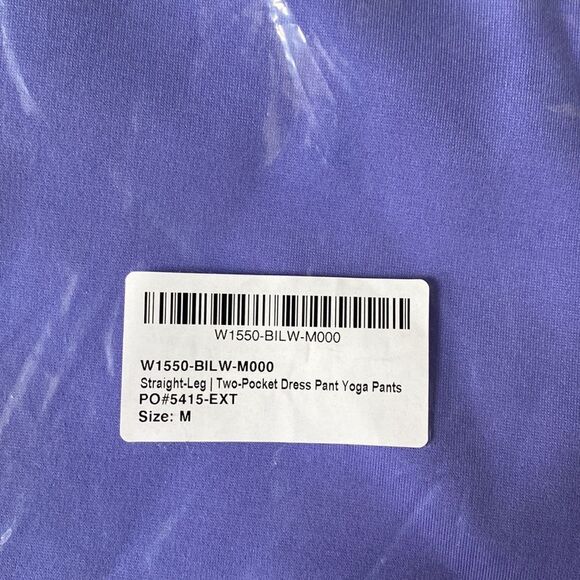 W1550-BILW-M000
W1550-BILW-M000
Straight-Leg | Two-Pocket Dress Pant Yoga Pants
PO#5415-EXT
Size: M